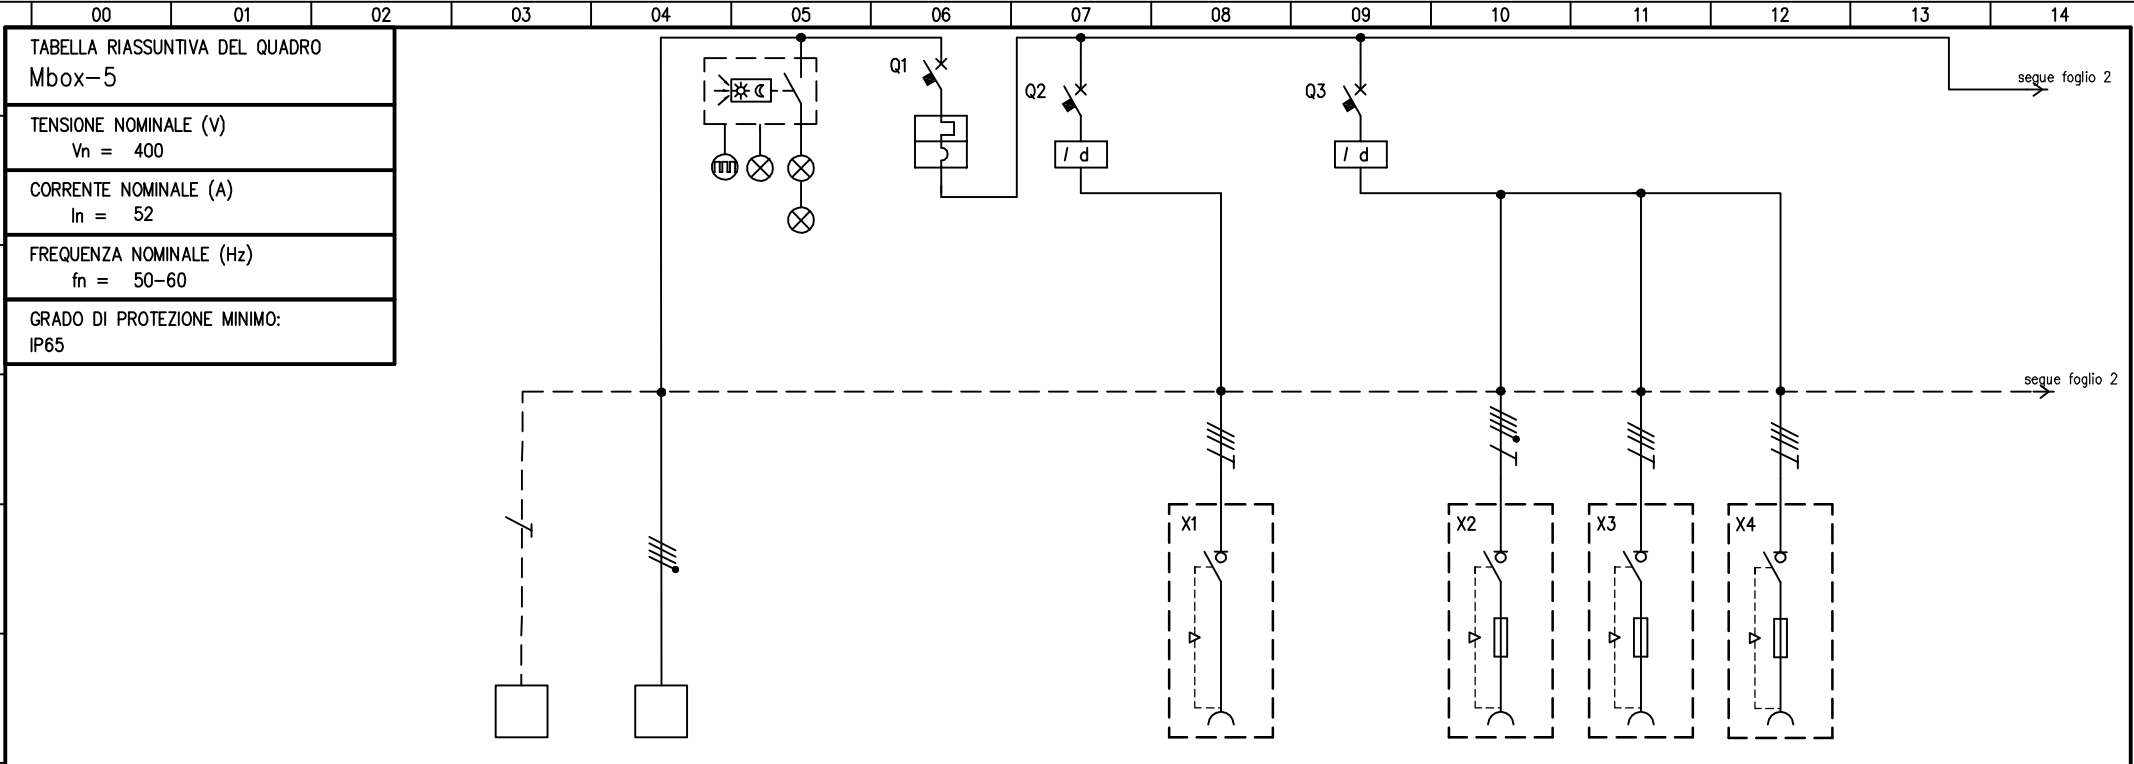 00 01 02 03 04 05 06 07 08 09 10 11 12 13 14
TABELLA RIASSUNTIVA DEL QUADRO
Mbox-5
TENSIONE NOMINALE (V)
Vn = 400
CORRENTE NOMINALE (A)
In = 52
FREQUENZA NOMINALE (Hz)
fn = 50-60
GRADO DI PROTEZIONE MINIMO:
IP65
Q1
Q2
I d
Q3
I d
segue foglio 2
segue foglio 2
X1
X2
X3
X4